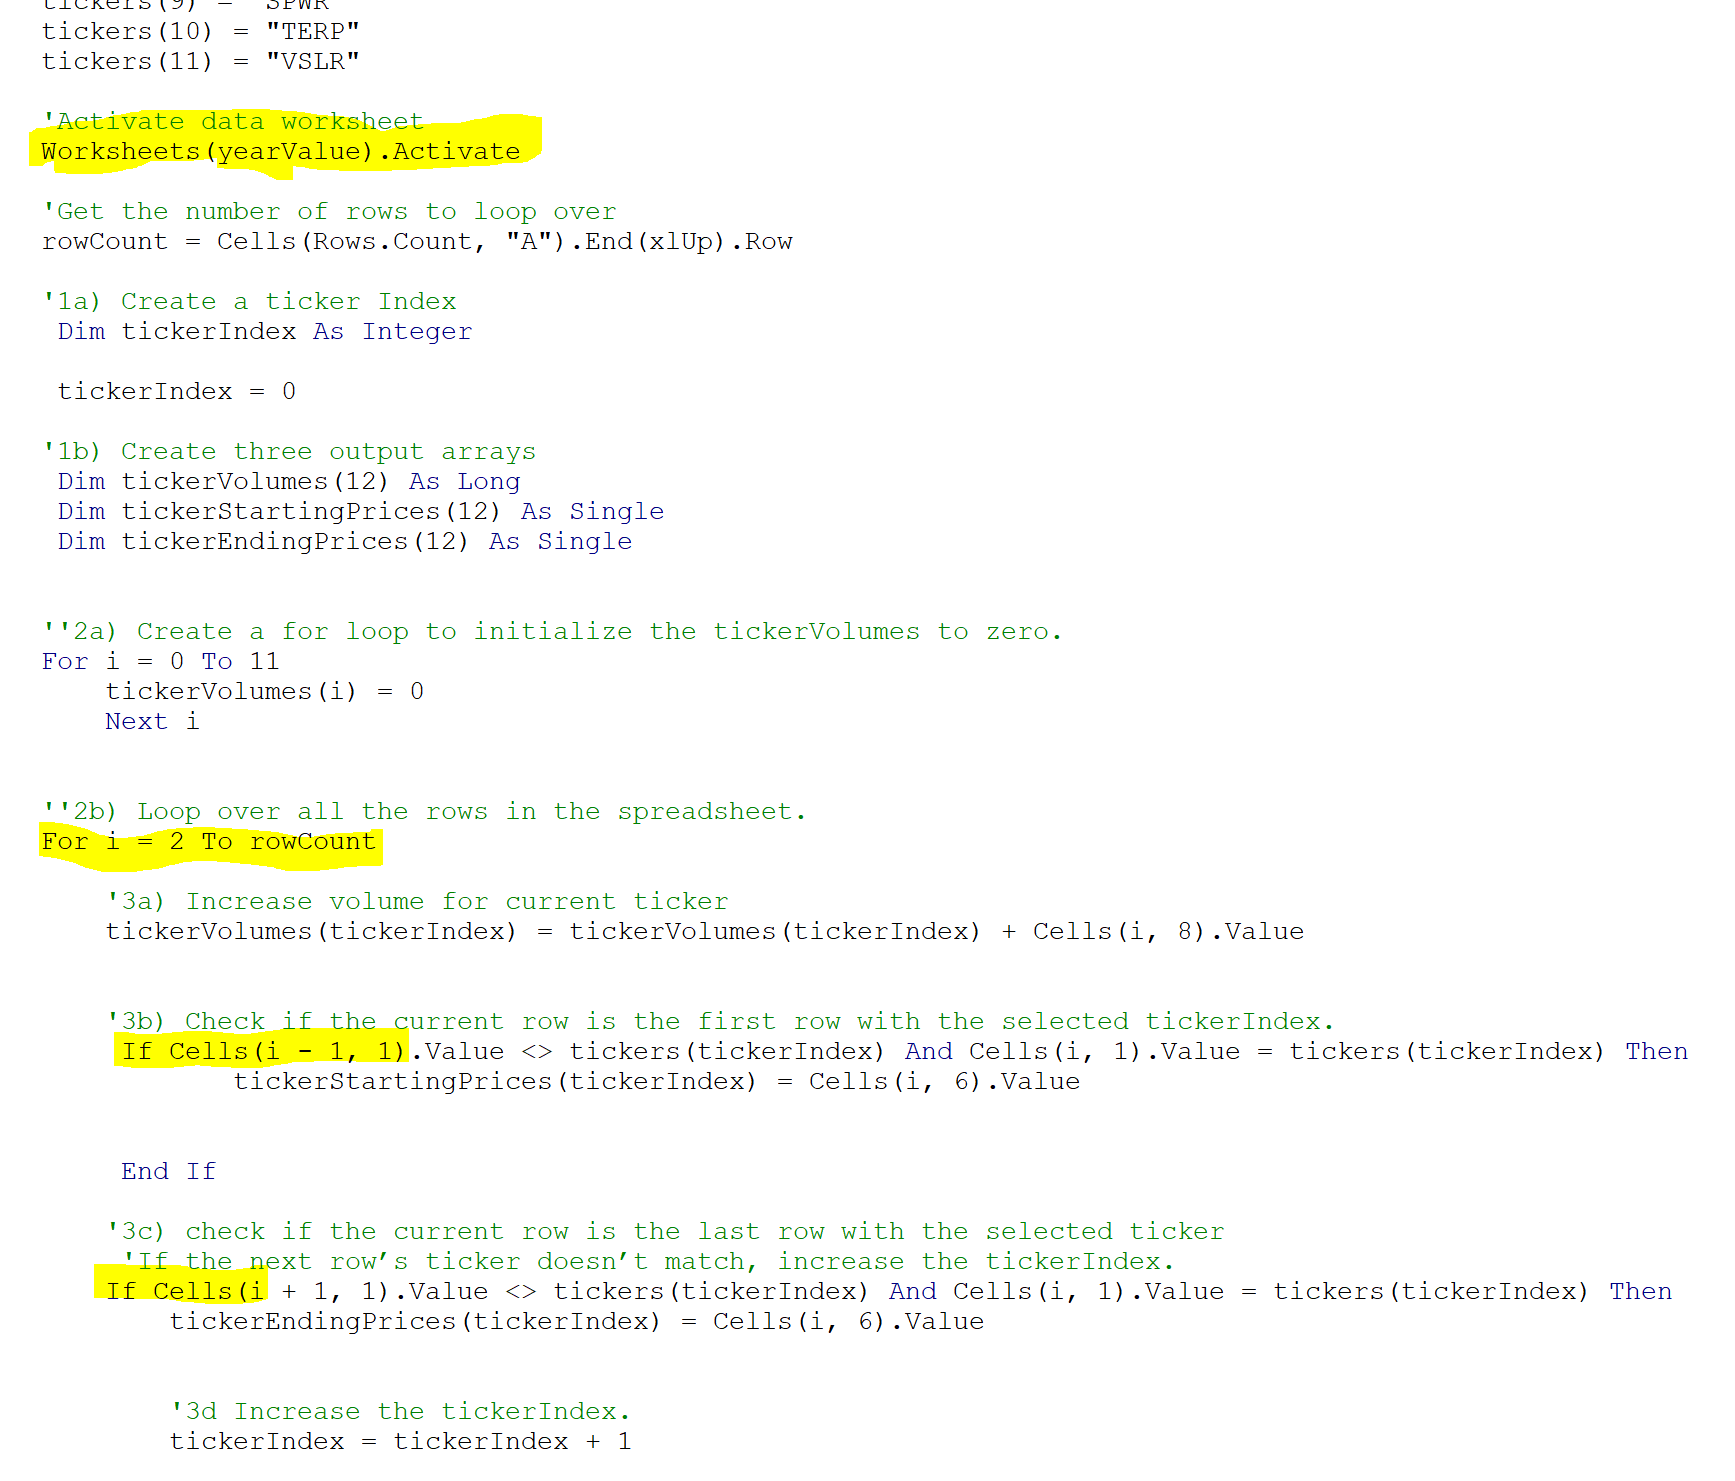 tickers(9) = "SPWR"
tickers(10) = "TERP"
tickers(11) = "VSLR"
'Activate data worksheet
Worksheets(yearValue).Activate
'Get the number of rows to loop over
rowCount = Cells(Rows.Count, "A").End(xlUp).Row
'1a) Create a ticker Index
Dim tickerIndex As Integer
tickerIndex = 0
'1b) Create three output arrays
Dim tickerVolumes(12) As Long
Dim tickerStartingPrices(12) As Single
Dim tickerEndingPrices(12) As Single
''2a) Create a for loop to initialize the tickerVolumes to zero.
For i = 0 To 11
tickerVolumes(i) = 0
Next i
''2b) Loop over all the rows in the spreadsheet.
For i = 2 To rowCount
'3a) Increase volume for current ticker
tickerVolumes(tickerIndex) = tickerVolumes(tickerIndex) + Cells(i, 8).Value
'3b) Check if the current row is the first row with the selected tickerIndex.
If Cells(i - 1, 1).Value <> tickers(tickerIndex) And Cells(i, 1).Value = tickers(tickerIndex) Then
tickerStartingPrices(tickerIndex) = Cells(i, 6).Value
End If
'3c) check if the current row is the last row with the selected ticker
'If the next row’s ticker doesn’t match, increase the tickerIndex.
If Cells(i + 1, 1).Value <> tickers(tickerIndex) And Cells(i, 1).Value = tickers(tickerIndex) Then
tickerEndingPrices(tickerIndex) = Cells(i, 6).Value
'3d Increase the tickerIndex.
tickerIndex = tickerIndex + 1